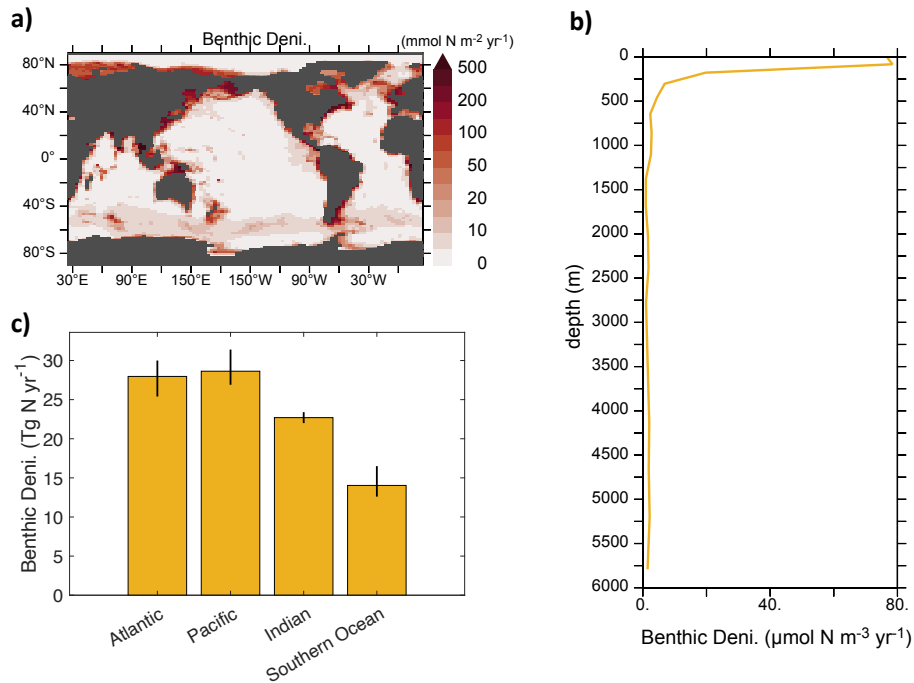 a)
Benthic Deni.
(mmol N m⁻² yr⁻¹)
80°N
40°N
0°
40°S
80°S
30°E 90°E 150°E 150°W 90°W 30°W
500
200
100
50
20
10
0
b)
0
500
1000
1500
2000
2500
3000
3500
4000
4500
5000
5500
6000
depth (m)
0. 40. 80.
Benthic Deni. (µmol N m⁻³ yr⁻¹)
c)
Benthic Deni. (Tg N yr⁻¹)
30
25
20
15
10
5
0
Atlantic
Pacific
Indian
Southern Ocean